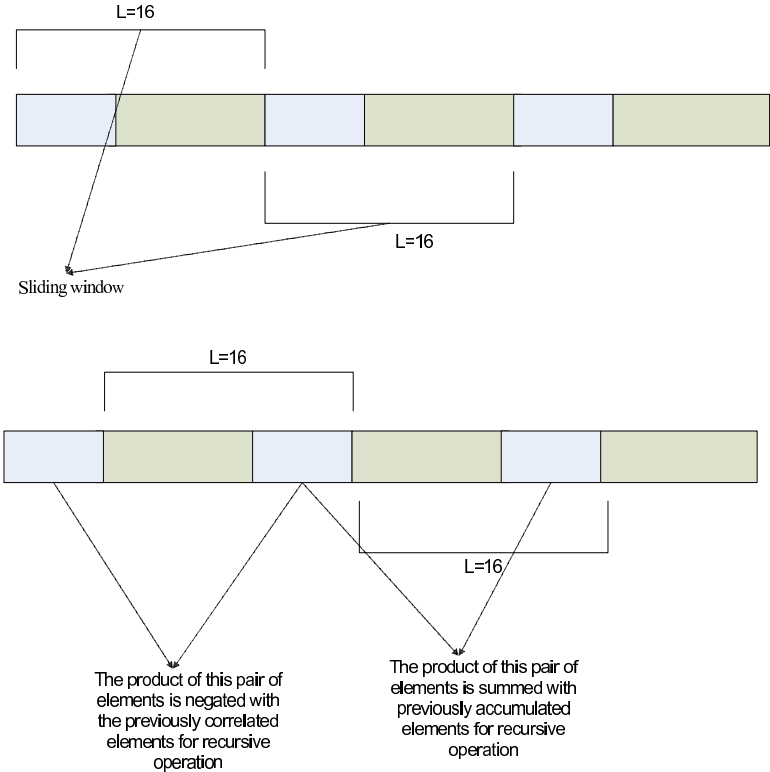 L=16
L=16
Sliding window
L=16
L=16
The product of this pair of
elements is negated with
the previously correlated
elements for recursive
operation
The product of this pair of
elements is summed with
previously accumulated
elements for recursive
operation